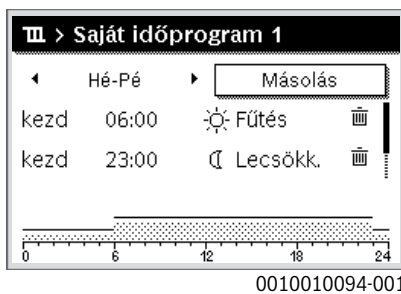 > Saját időprogram 1
Hé-Pé Másolás
kezd 06:00 Fűtés
kezd 23:00 Lecsökk.
0 6 12 18 24
0010010094-001